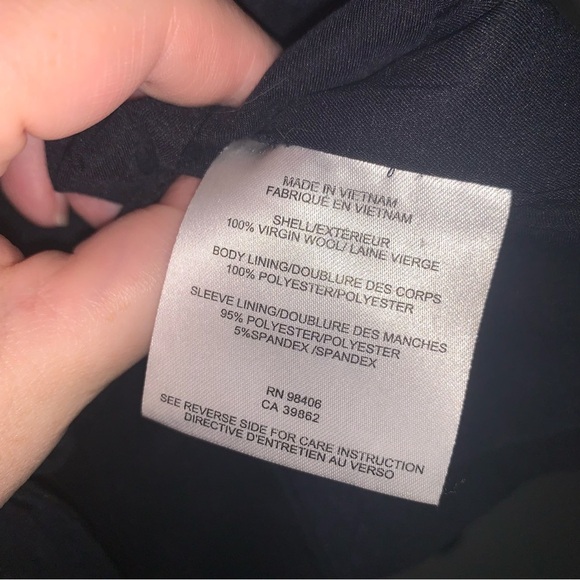 MADE IN VIETNAM
FABRIQUÉ EN VIETNAM
SHELL/EXTÉRIEUR
100% VIRGIN WOOL/ LAINE VIERGE
BODY LINING/DOUBLURE DES CORPS
100% POLYESTER/POLYESTER
SLEEVE LINING/DOUBLURE DES MANCHES
95% POLYESTER/POLYESTER
5%SPANDEX /SPANDEX
RN 98406
CA 39862
SEE REVERSE SIDE FOR CARE INSTRUCTION
DIRECTIVE D'ENTRETIEN AU VERSO